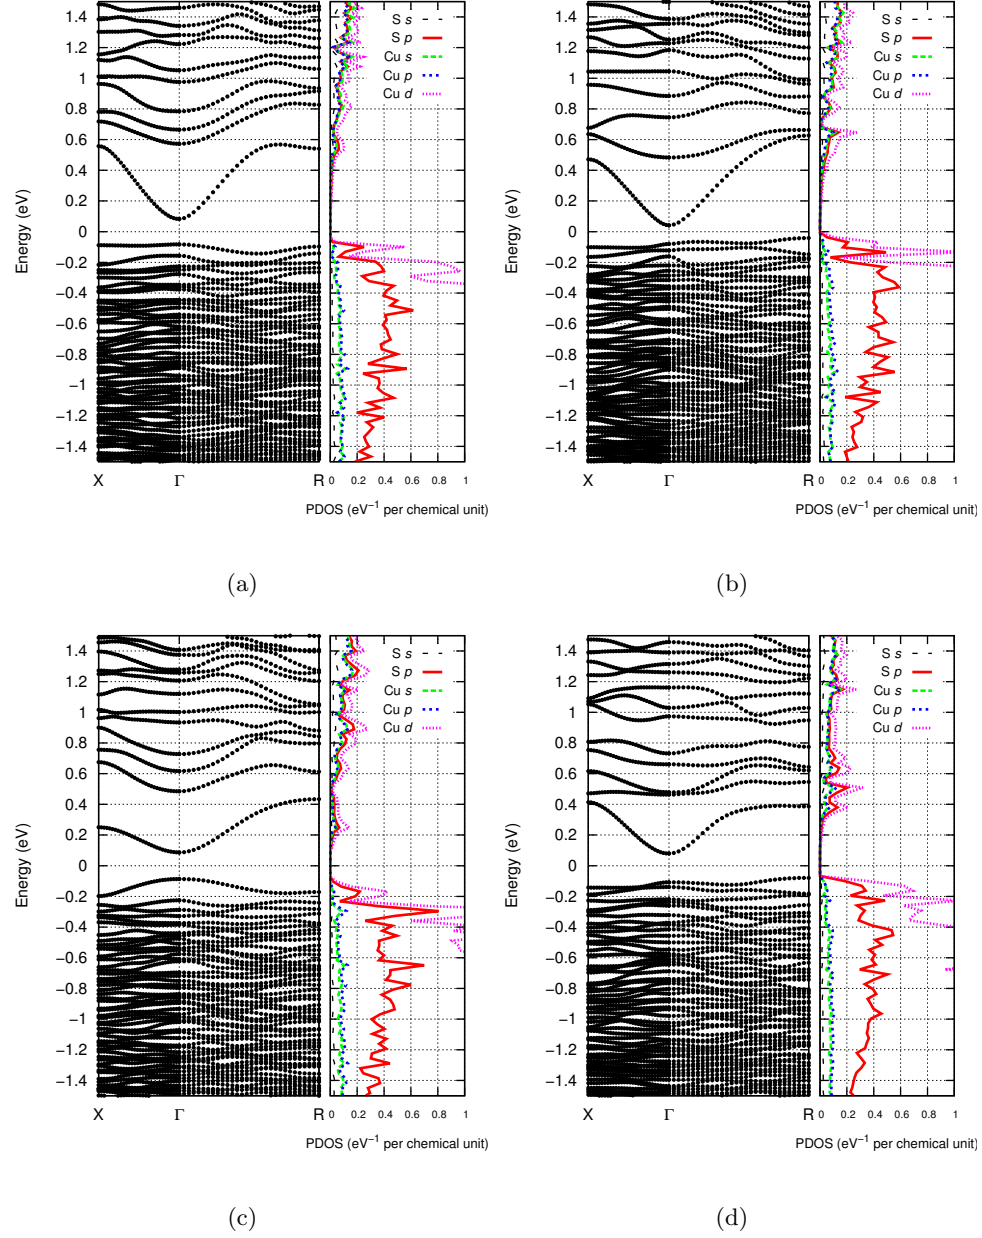 1.4
1.2
1
0.8
0.6
0.4
0.2
0
−0.2
−0.4
−0.6
−0.8
−1
−1.2
−1.4
Energy (eV)
X Γ R
S s
S p
Cu s
Cu p
Cu d
0 0.2 0.4 0.6 0.8 1
PDOS (eV⁻¹ per chemical unit)
(a)
1.4
1.2
1
0.8
0.6
0.4
0.2
0
−0.2
−0.4
−0.6
−0.8
−1
−1.2
−1.4
Energy (eV)
X Γ R
S s
S p
Cu s
Cu p
Cu d
0 0.2 0.4 0.6 0.8 1
PDOS (eV⁻¹ per chemical unit)
(b)
1.4
1.2
1
0.8
0.6
0.4
0.2
0
−0.2
−0.4
−0.6
−0.8
−1
−1.2
−1.4
Energy (eV)
X Γ R
S s
S p
Cu s
Cu p
Cu d
0 0.2 0.4 0.6 0.8 1
PDOS (eV⁻¹ per chemical unit)
(c)
1.4
1.2
1
0.8
0.6
0.4
0.2
0
−0.2
−0.4
−0.6
−0.8
−1
−1.2
−1.4
Energy (eV)
X Γ R
S s
S p
Cu s
Cu p
Cu d
0 0.2 0.4 0.6 0.8 1
PDOS (eV⁻¹ per chemical unit)
(d)